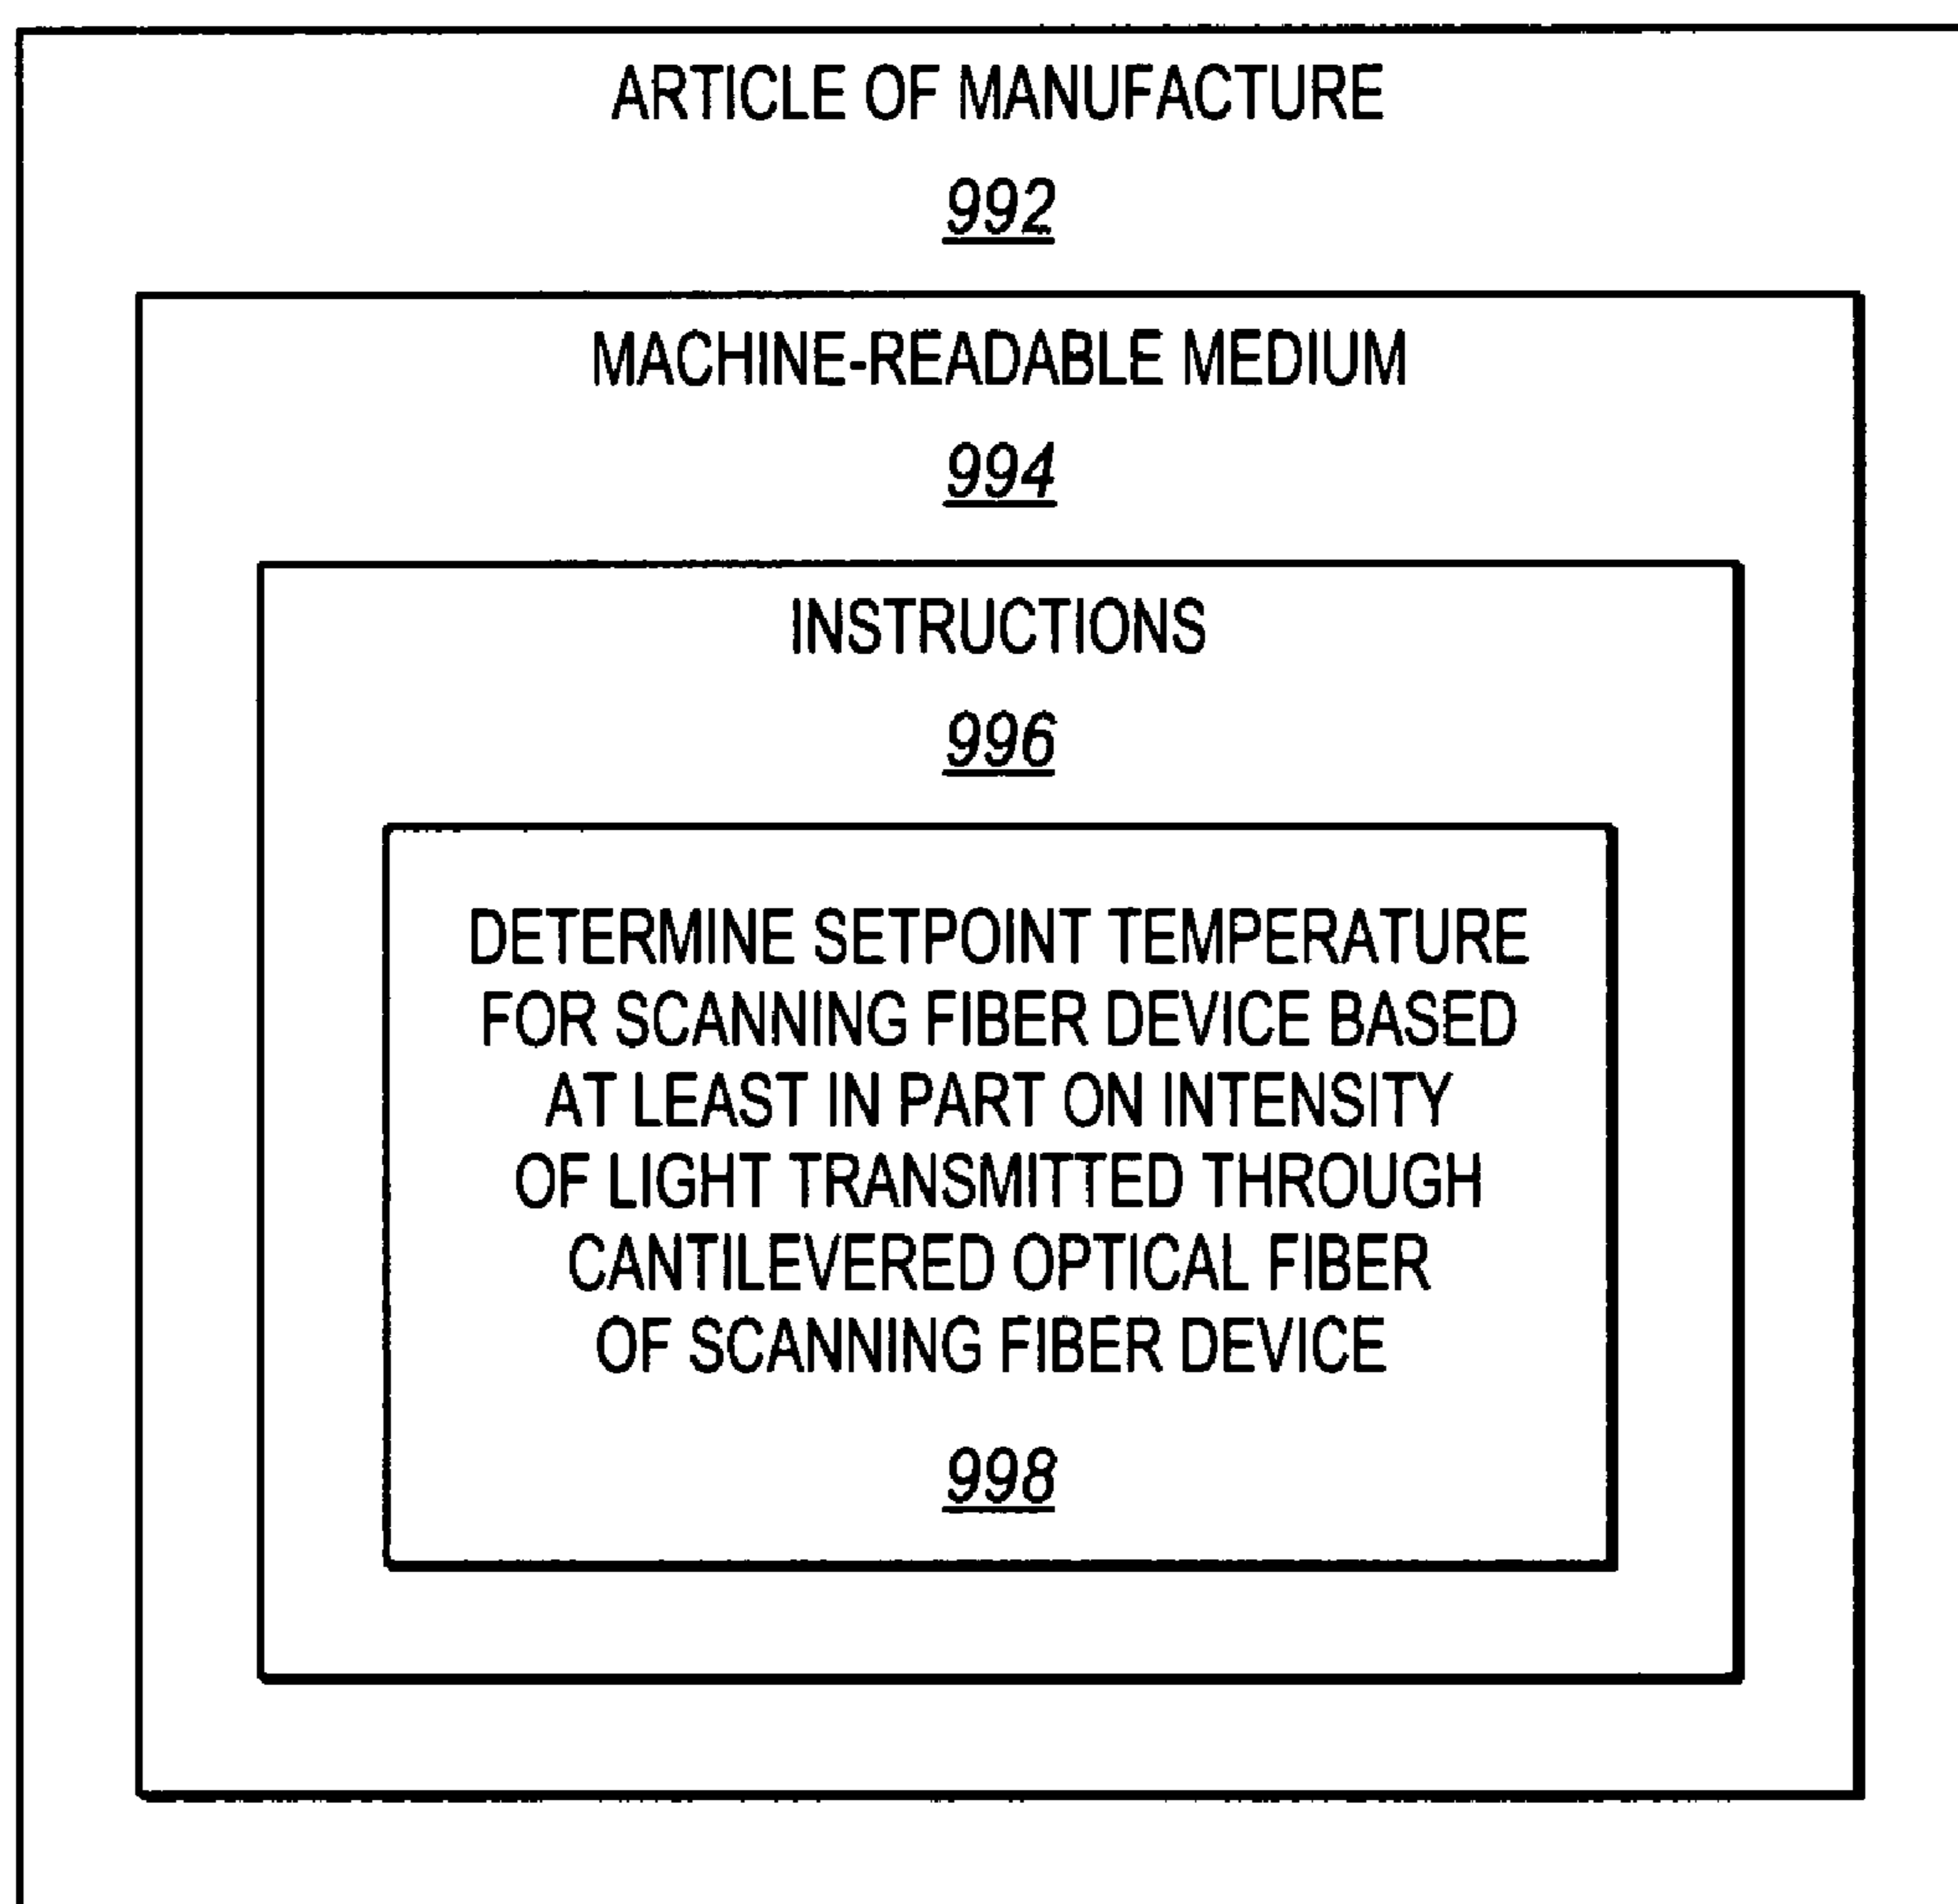 ARTICLE OF MANUFACTURE
992
MACHINE-READABLE MEDIUM
994
INSTRUCTIONS
996
DETERMINE SETPOINT TEMPERATURE
FOR SCANNING FIBER DEVICE BASED
AT LEAST IN PART ON INTENSITY
OF LIGHT TRANSMITTED THROUGH
CANTILEVERED OPTICAL FIBER
OF SCANNING FIBER DEVICE
998